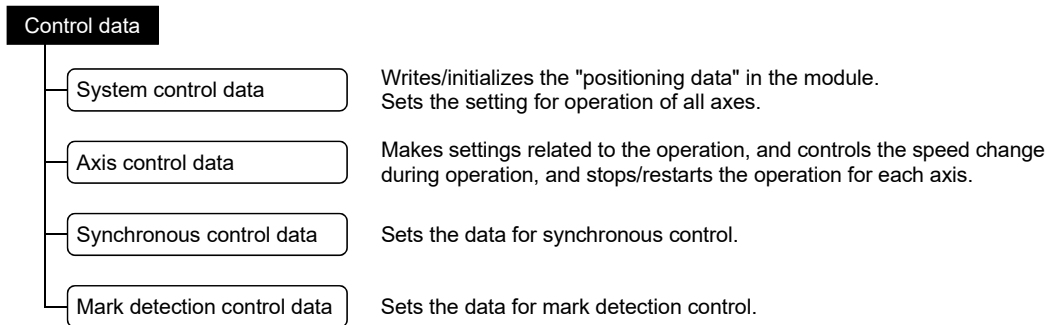 Control data
System control data
Writes/initializes the "positioning data" in the module.
Sets the setting for operation of all axes.
Axis control data
Makes settings related to the operation, and controls the speed change
during operation, and stops/restarts the operation for each axis.
Synchronous control data
Sets the data for synchronous control.
Mark detection control data
Sets the data for mark detection control.